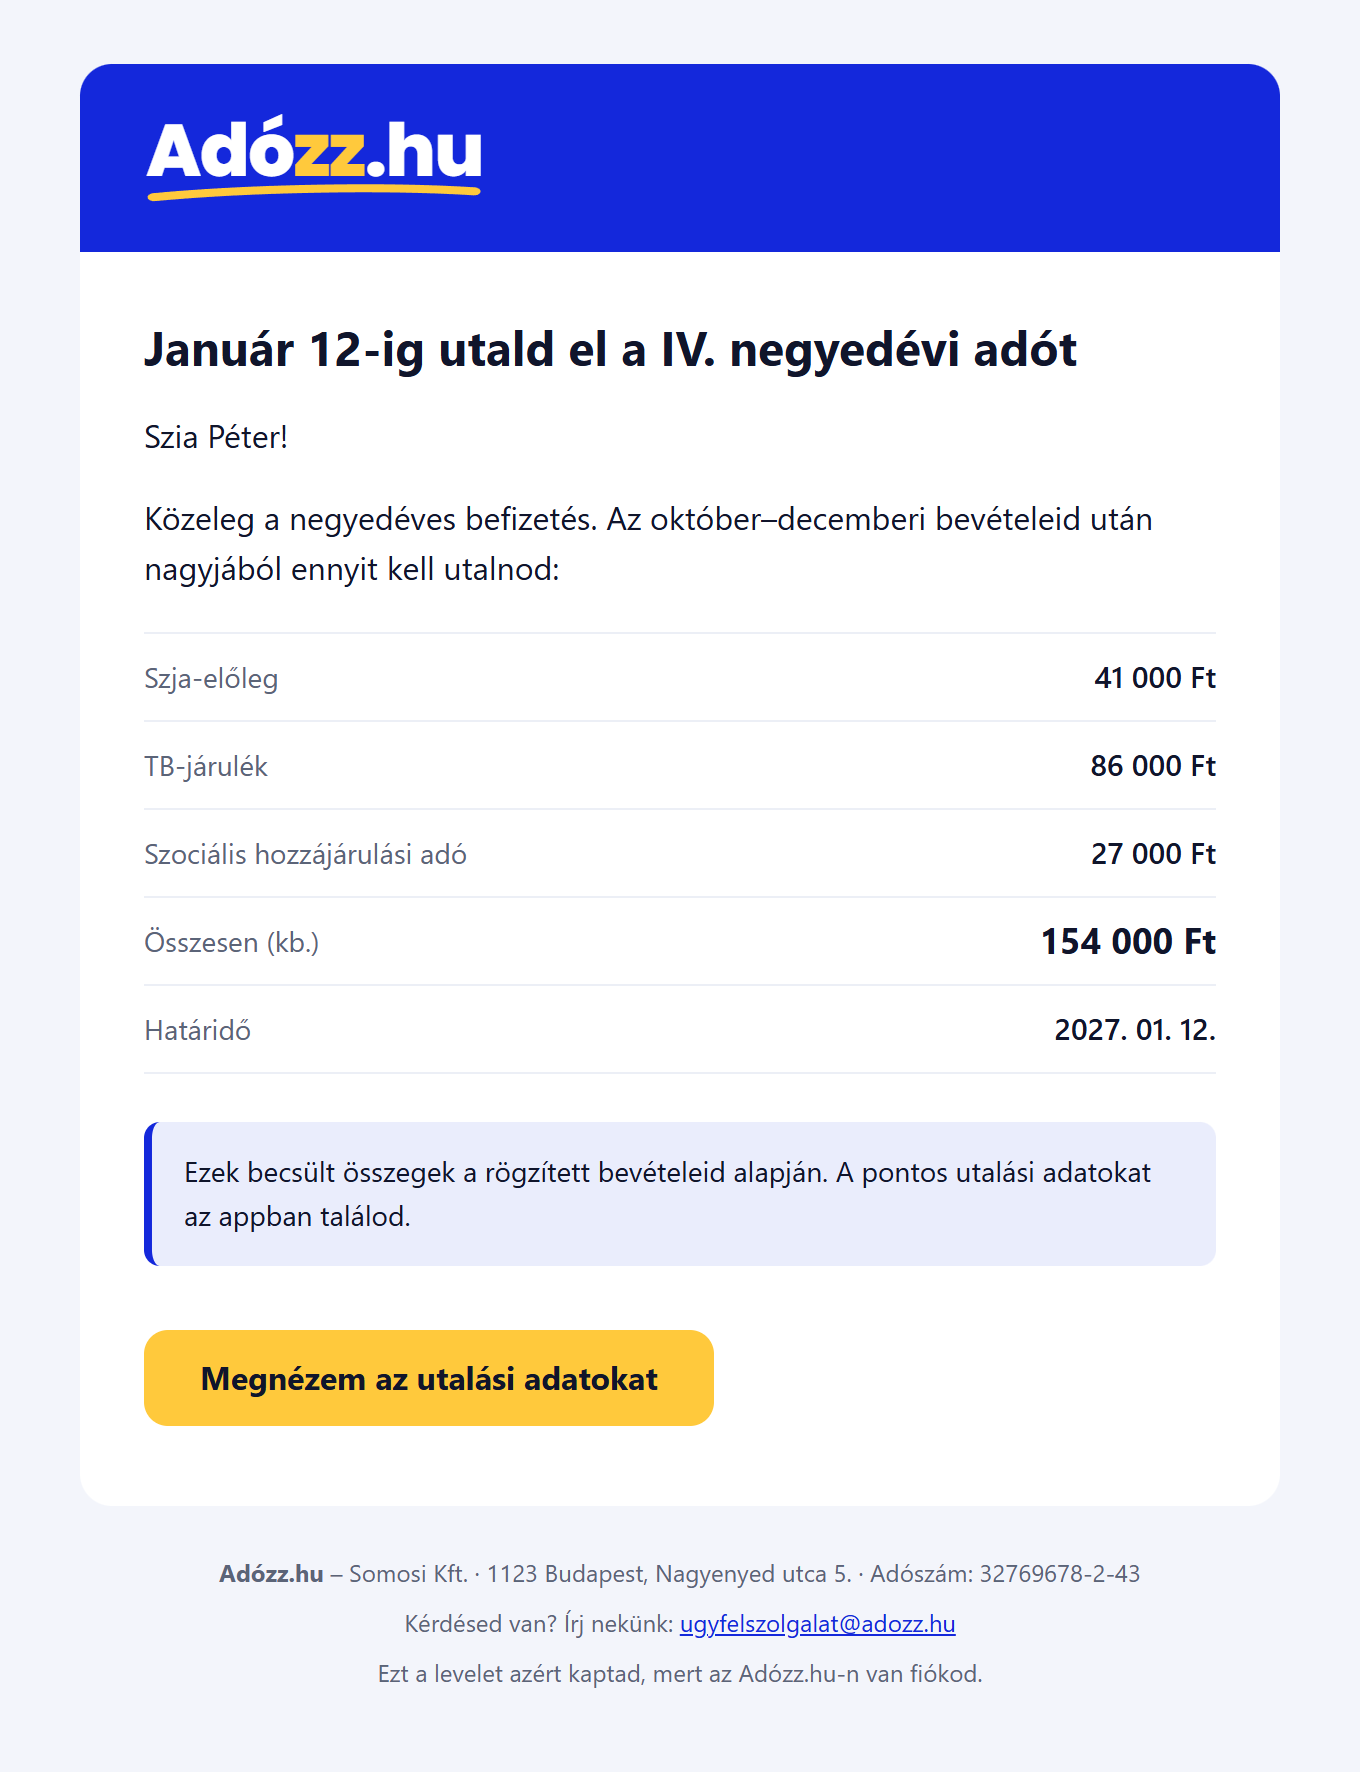 Adózz.hu
Január 12-ig utald el a IV. negyedévi adót
Szia Péter!
Közeleg a negyedéves befizetés. Az október–decemberi bevételeid után
nagyjából ennyit kell utalnod:
Szja-előleg 41 000 Ft
TB-járulék 86 000 Ft
Szociális hozzájárulási adó 27 000 Ft
Összesen (kb.) 154 000 Ft
Határidő 2027. 01. 12.
Ezek becsült összegek a rögzített bevételeid alapján. A pontos utalási adatokat
az appban találod.
Megnézem az utalási adatokat
Adózz.hu – Somosi Kft. · 1123 Budapest, Nagyenyed utca 5. · Adószám: 32769678-2-43
Kérdésed van? Írj nekünk: ugyfelszolgalat@adozz.hu
Ezt a levelet azért kaptad, mert az Adózz.hu-n van fiókod.